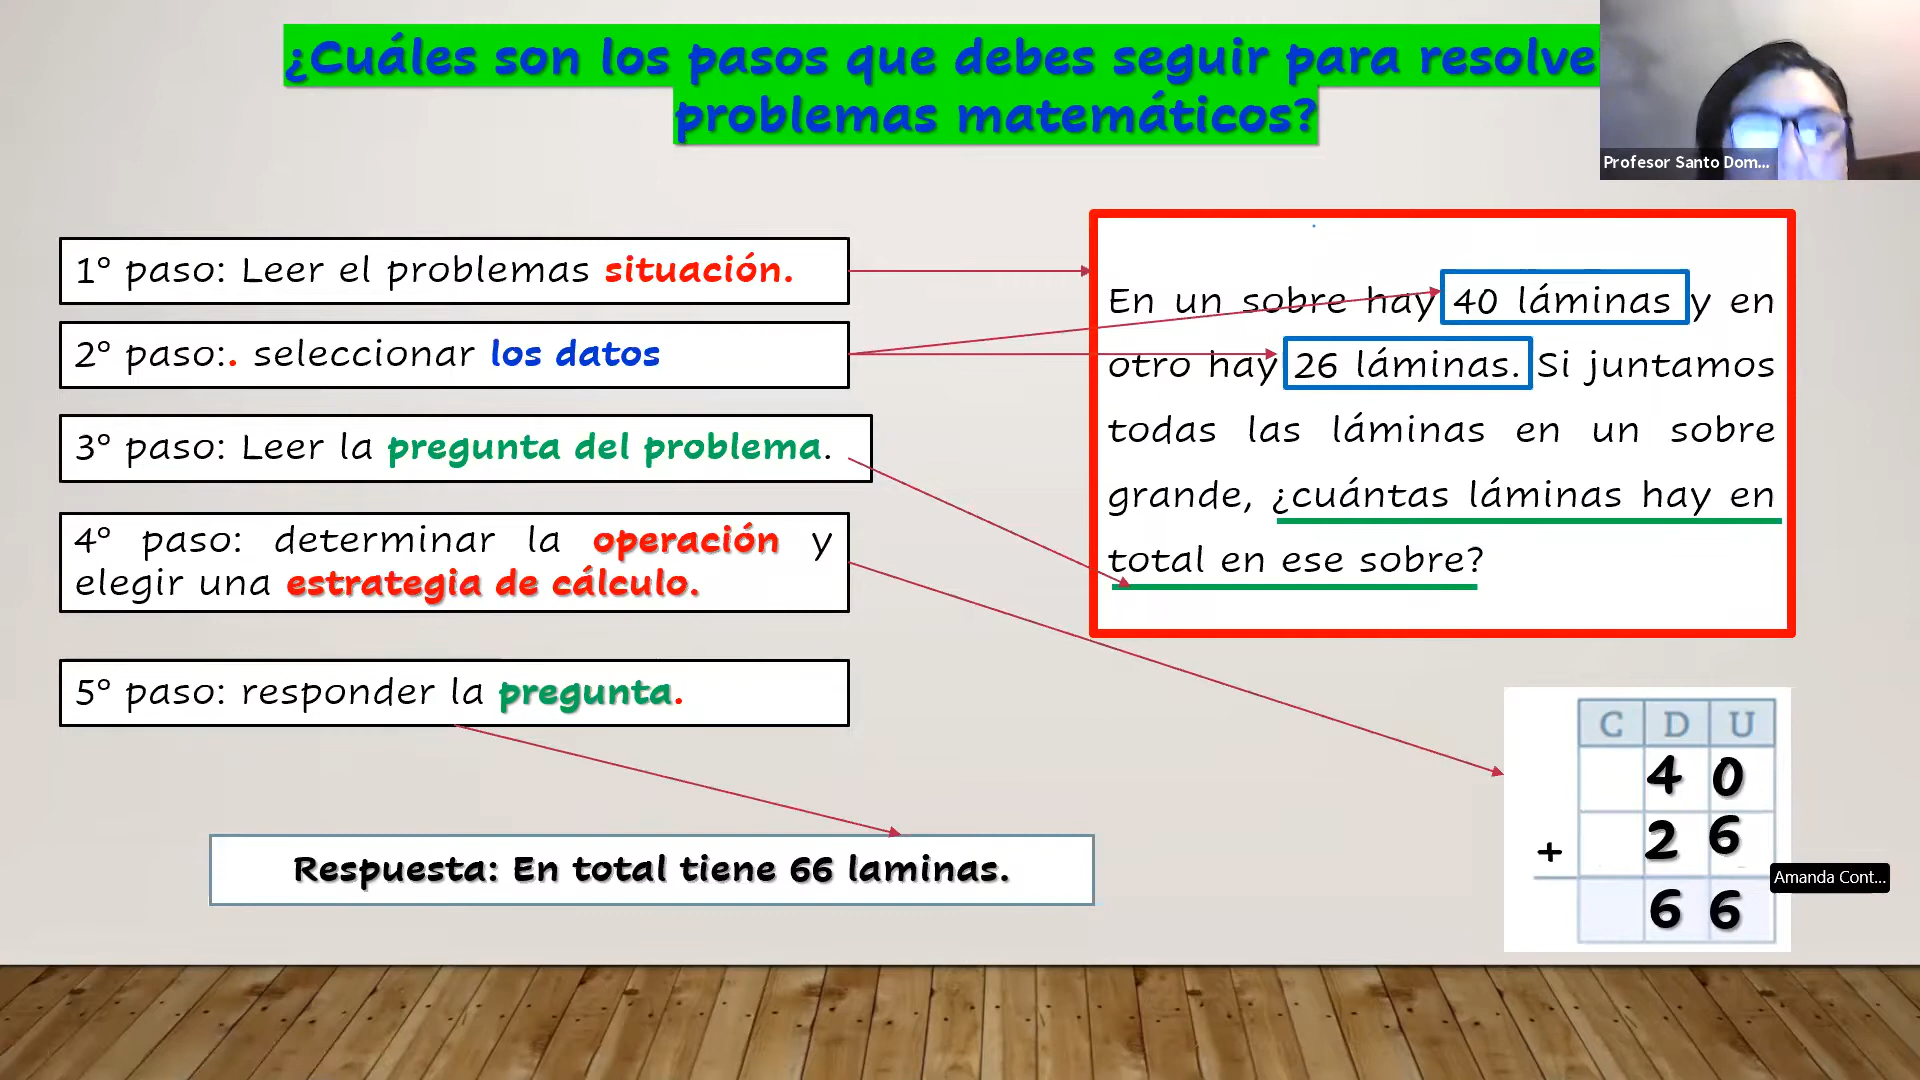 ¿Cuáles son los pasos que debes seguir para resolve
problemas matemáticos?
Profesor Santo Dom...
1° paso: Leer el problemas situación.
2° paso:. seleccionar los datos
3° paso: Leer la pregunta del problema.
4° paso: determinar la operación y
elegir una estrategia de cálculo.
5° paso: responder la pregunta.
Respuesta: En total tiene 66 laminas.
En un sobre hay 40 láminas y en
otro hay 26 láminas. Si juntamos
todas las láminas en un sobre
grande, ¿cuántas láminas hay en
total en ese sobre?
C D U
4 0
+ 2 6
6 6
Amanda Cont...